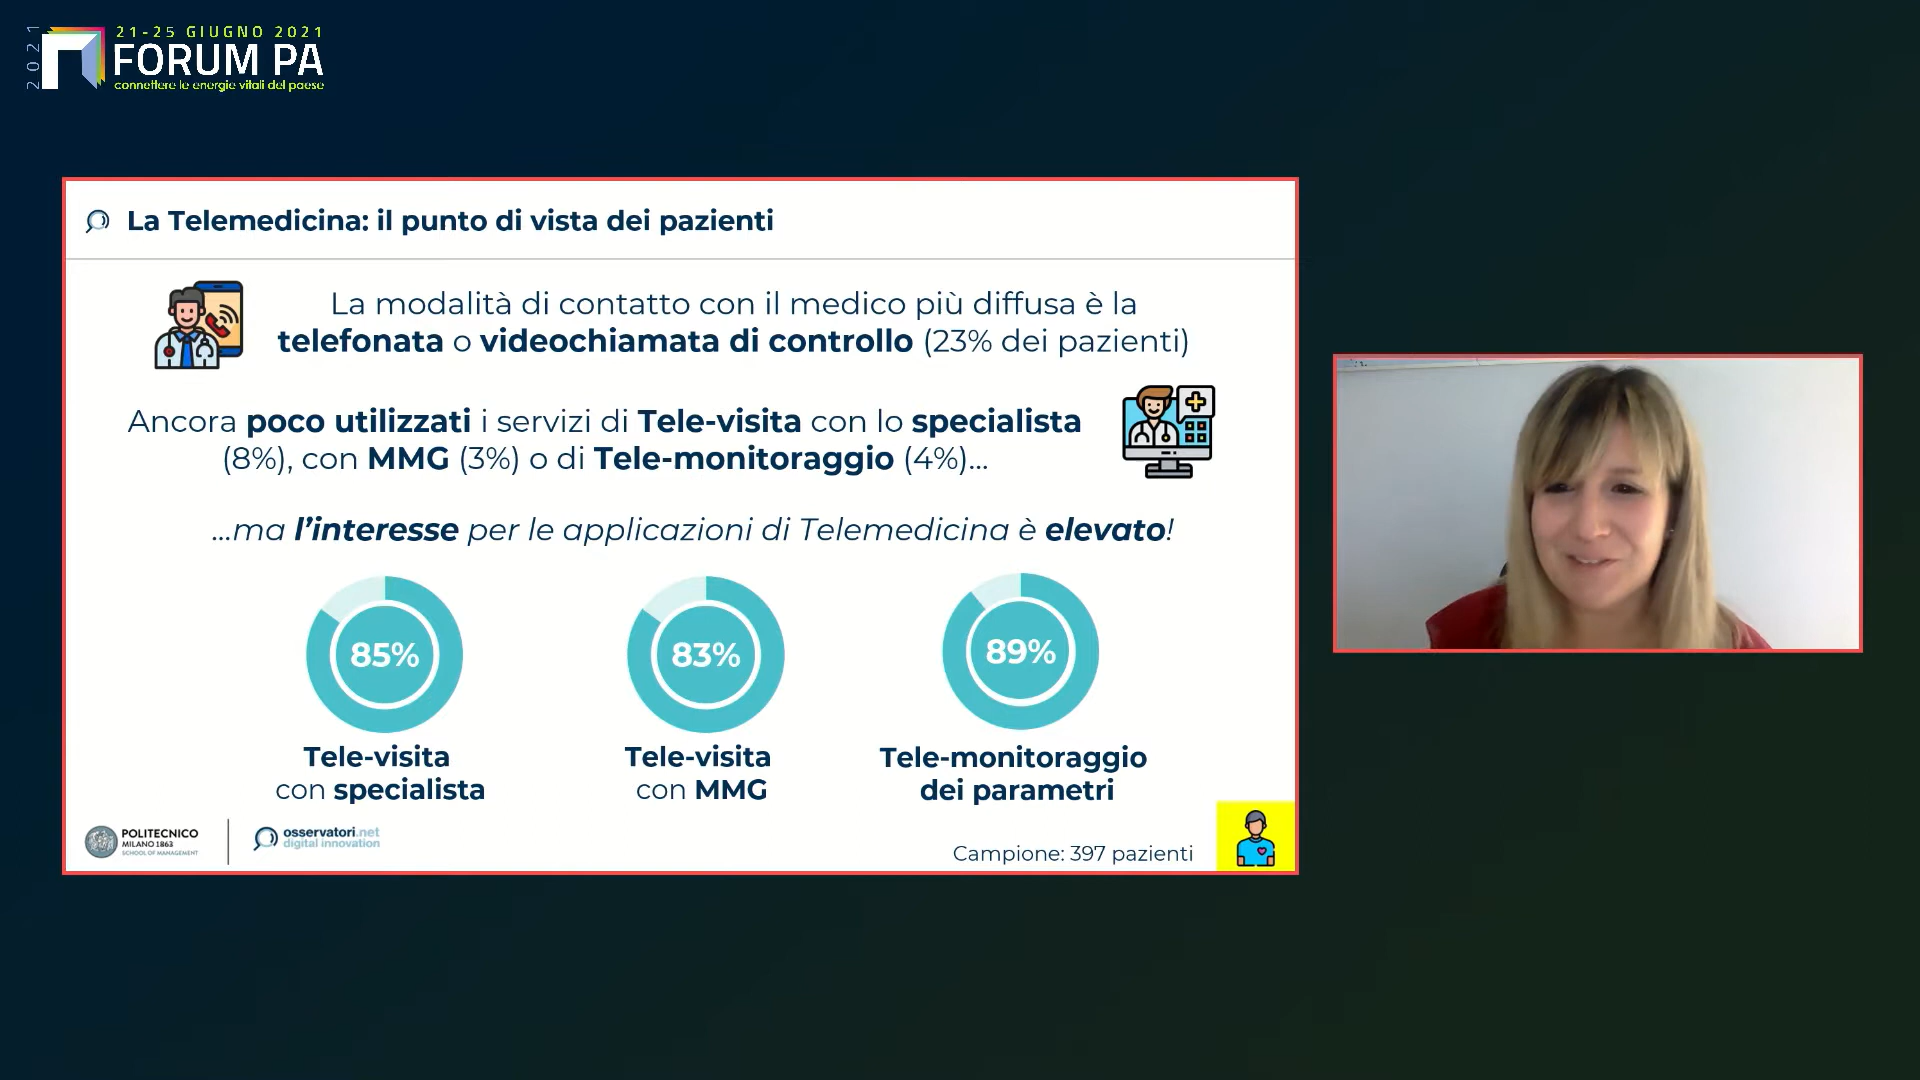 2021
21-25 GIUGNO 2021
FORUM PA
connettere le energie vitali del paese
La Telemedicina: il punto di vista dei pazienti
La modalità di contatto con il medico più diffusa è la
telefonata o videochiamata di controllo (23% dei pazienti)
Ancora poco utilizzati i servizi di Tele-visita con lo specialista
(8%), con MMG (3%) o di Tele-monitoraggio (4%)...
...ma l'interesse per le applicazioni di Telemedicina è elevato!
85%
83%
89%
Tele-visita
con specialista
Tele-visita
con MMG
Tele-monitoraggio
dei parametri
POLITECNICO
MILANO 1863
SCHOOL OF MANAGEMENT
osservatori.net
digital innovation
Campione: 397 pazienti